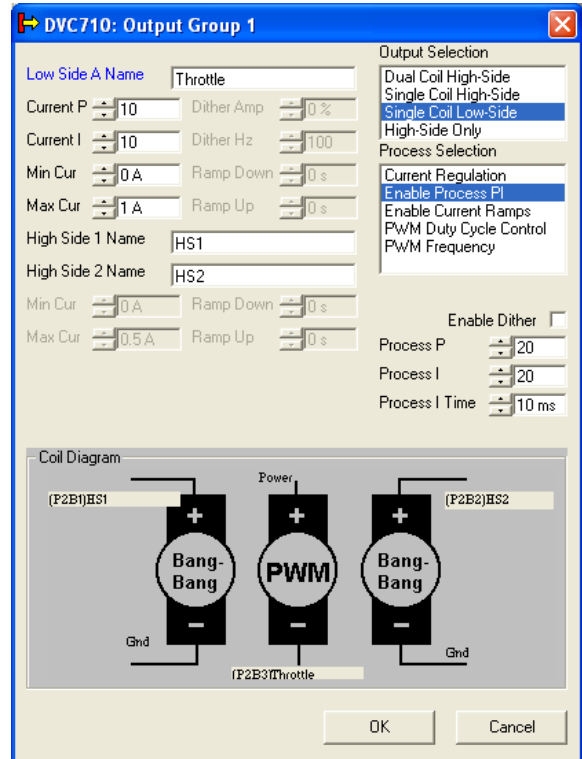 DVC710: Output Group 1
Low Side A Name Throttle
Current P 10 Dither Amp 0 %
Current I 10 Dither Hz 100
Min Cur 0 A Ramp Down 0 s
Max Cur 1 A Ramp Up 0 s
High Side 1 Name HS1
High Side 2 Name HS2
Min Cur 0 A Ramp Down 0 s
Max Cur 0.5 A Ramp Up 0 s
Output Selection
Dual Coil High-Side
Single Coil High-Side
Single Coil Low-Side
High-Side Only
Process Selection
Current Regulation
Enable Process PI
Enable Current Ramps
PWM Duty Cycle Control
PWM Frequency
Enable Dither
Process P 20
Process I 20
Process I Time 10 ms
Coil Diagram
(P2B1)HS1
+
Bang-
Bang
-
Gnd
Power
+
PWM
-
(P2B3)Throttle
(P2B2)HS2
+
Bang-
Bang
-
Gnd
OK Cancel